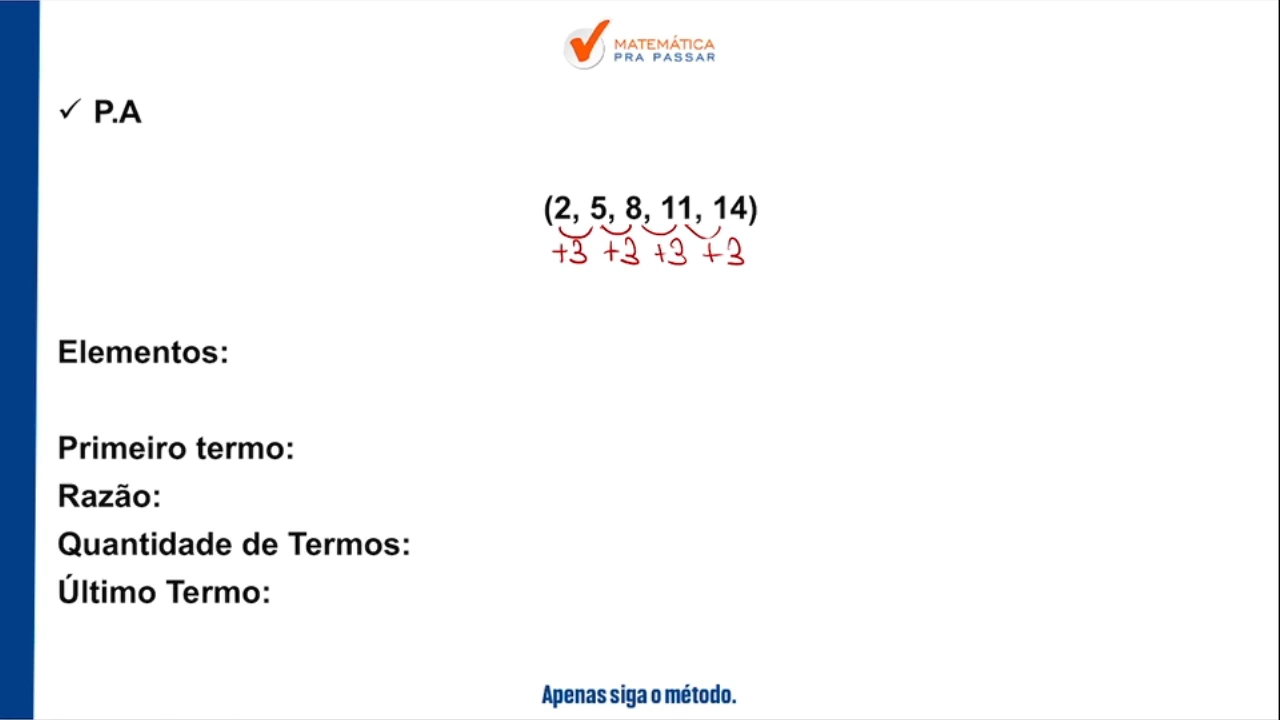 MATEMÁTICA
PRA PASSAR
✓ P.A
(2, 5, 8, 11, 14)
+3 +3 +3 +3
Elementos:
Primeiro termo:
Razão:
Quantidade de Termos:
Último Termo:
Apenas siga o método.